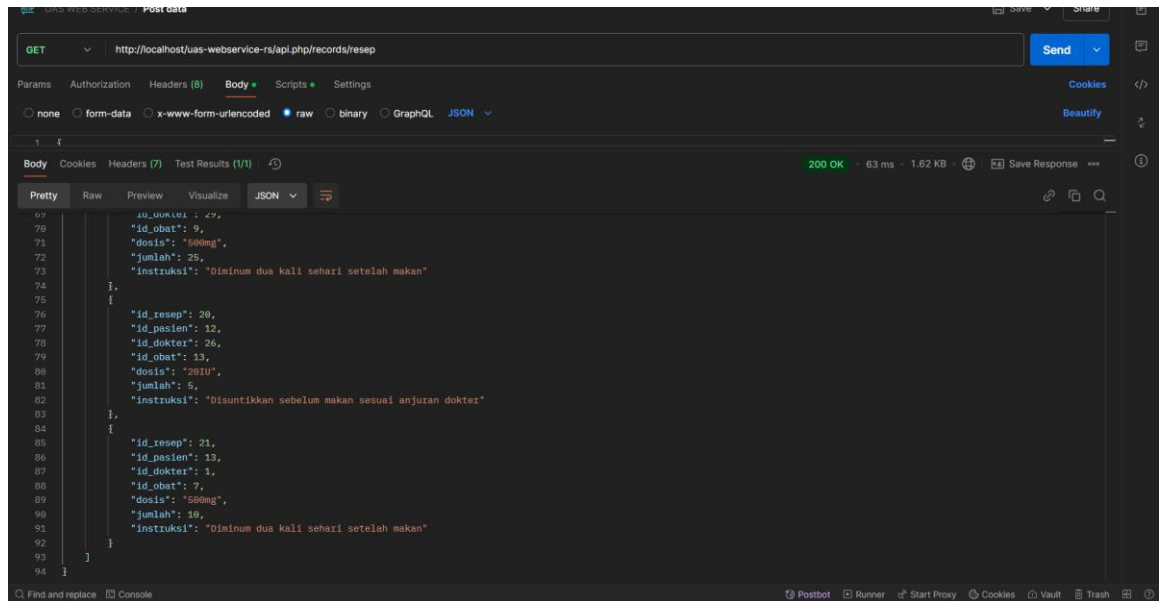 UAS WEB SERVICE / Post data Save Share
GET http://localhost/uas-webservice-rs/api.php/records/resep Send
Params Authorization Headers (8) Body Scripts Settings Cookies
none form-data x-www-form-urlencoded raw binary GraphQL JSON Beautify
1 {
Body Cookies Headers (7) Test Results (1/1) 200 OK 63 ms 1.62 KB Save Response
Pretty Raw Preview Visualize JSON
69 "id_dokter": 29,
70 "id_obat": 9,
71 "dosis": "500mg",
72 "jumlah": 25,
73 "instruksi": "Diminum dua kali sehari setelah makan"
74 },
75 {
76 "id_resep": 20,
77 "id_pasien": 12,
78 "id_dokter": 26,
79 "id_obat": 13,
80 "dosis": "20IU",
81 "jumlah": 5,
82 "instruksi": "Disuntikkan sebelum makan sesuai anjuran dokter"
83 },
84 {
85 "id_resep": 21,
86 "id_pasien": 13,
87 "id_dokter": 1,
88 "id_obat": 7,
89 "dosis": "500mg",
90 "jumlah": 10,
91 "instruksi": "Diminum dua kali sehari setelah makan"
92 }
93 ]
94 }
Find and replace Console Postbot Runner Start Proxy Cookies Vault Trash